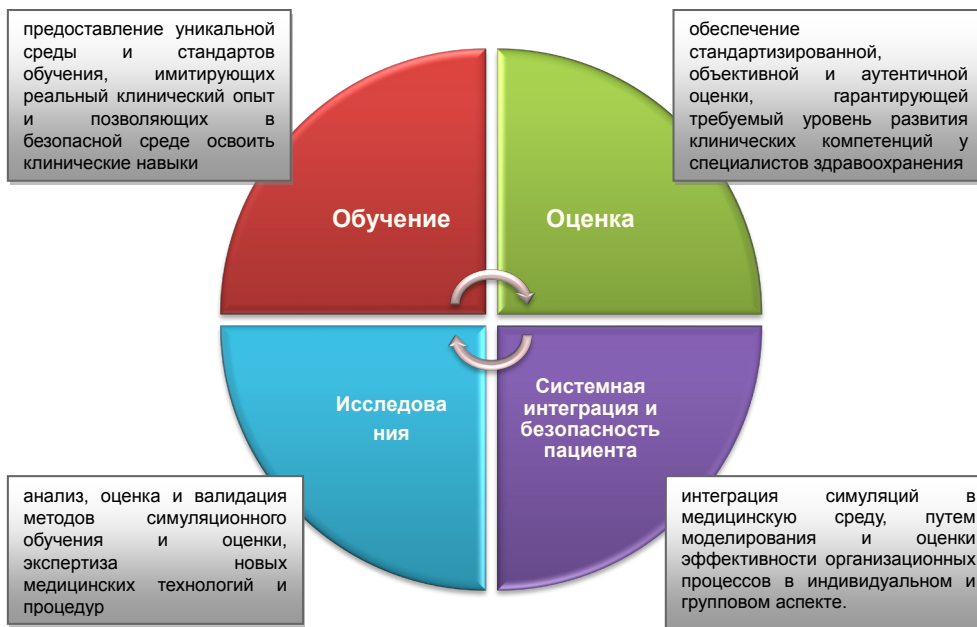 предоставление уникальной
среды и стандартов
обучения, имитирующих
реальный клинический опыт
и позволяющих в
безопасной среде освоить
клинические навыки
обеспечение
стандартизированной,
объективной и аутентичной
оценки, гарантирующей
требуемый уровень развития
клинических компетенций у
специалистов здравоохранения
Обучение
Оценка
Исследова
ния
Системная
интеграция и
безопасность
пациента
анализ, оценка и валидация
методов симуляционного
обучения и оценки,
экспертиза новых
медицинских технологий и
процедур
интеграция симуляций в
медицинскую среду, путем
моделирования и оценки
эффективности организационных
процессов в индивидуальном и
групповом аспекте.